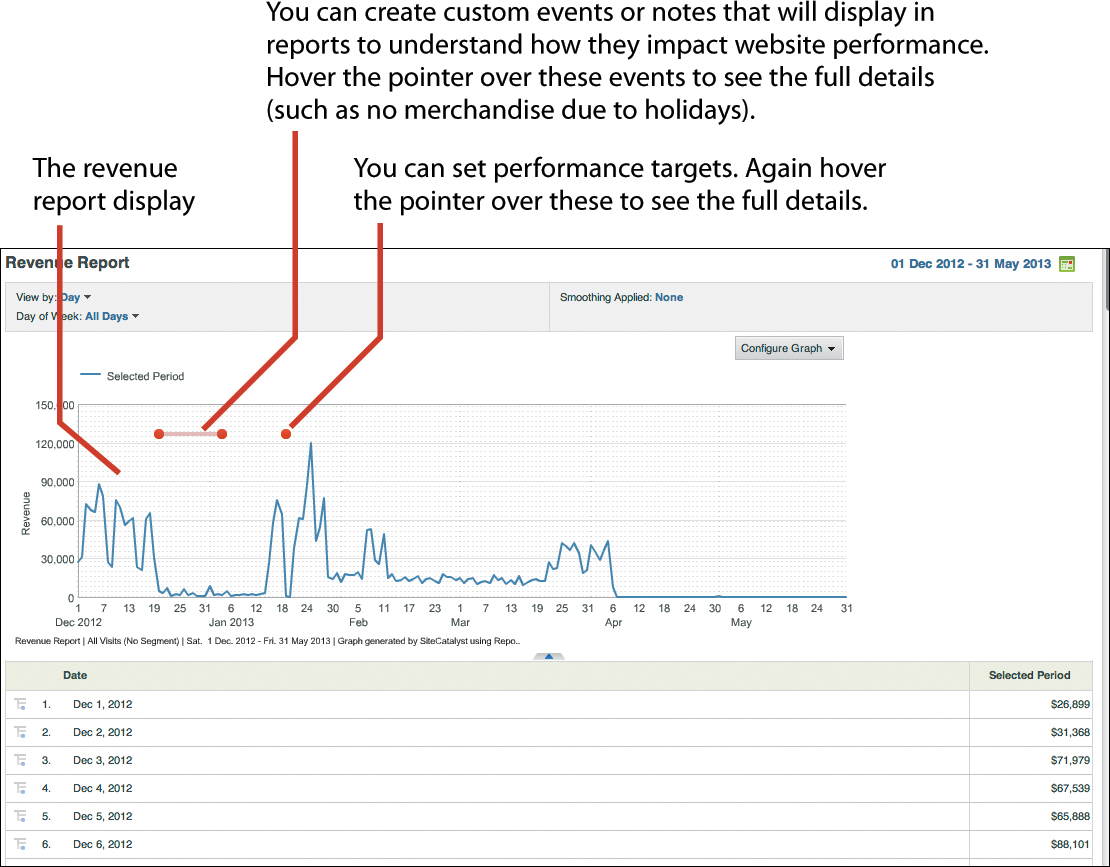 You can create custom events or notes that will display in
reports to understand how they impact website performance.
Hover the pointer over these events to see the full details
(such as no merchandise due to holidays).
The revenue
report display
You can set performance targets. Again hover
the pointer over these to see the full details.
Revenue Report
01 Dec 2012 - 31 May 2013
View by: Day
Smoothing Applied: None
Day of Week: All Days
Configure Graph
Selected Period
150,000
120,000
90,000
60,000
30,000
0
Revenue
1 7 13 19 25 31 6 12 18 24 30 5 11 17 23 1 7 13 19 25 31 6 12 18 24 30 6 12 18 24 31
Dec 2012 Jan 2013 Feb Mar Apr May
Revenue Report | All Visits (No Segment) | Sat. 1 Dec. 2012 - Fri. 31 May 2013 | Graph generated by SiteCatalyst using Repo..
Date Selected Period
1. Dec 1, 2012 $26,899
2. Dec 2, 2012 $31,368
3. Dec 3, 2012 $71,979
4. Dec 4, 2012 $67,539
5. Dec 5, 2012 $65,888
6. Dec 6, 2012 $88,101